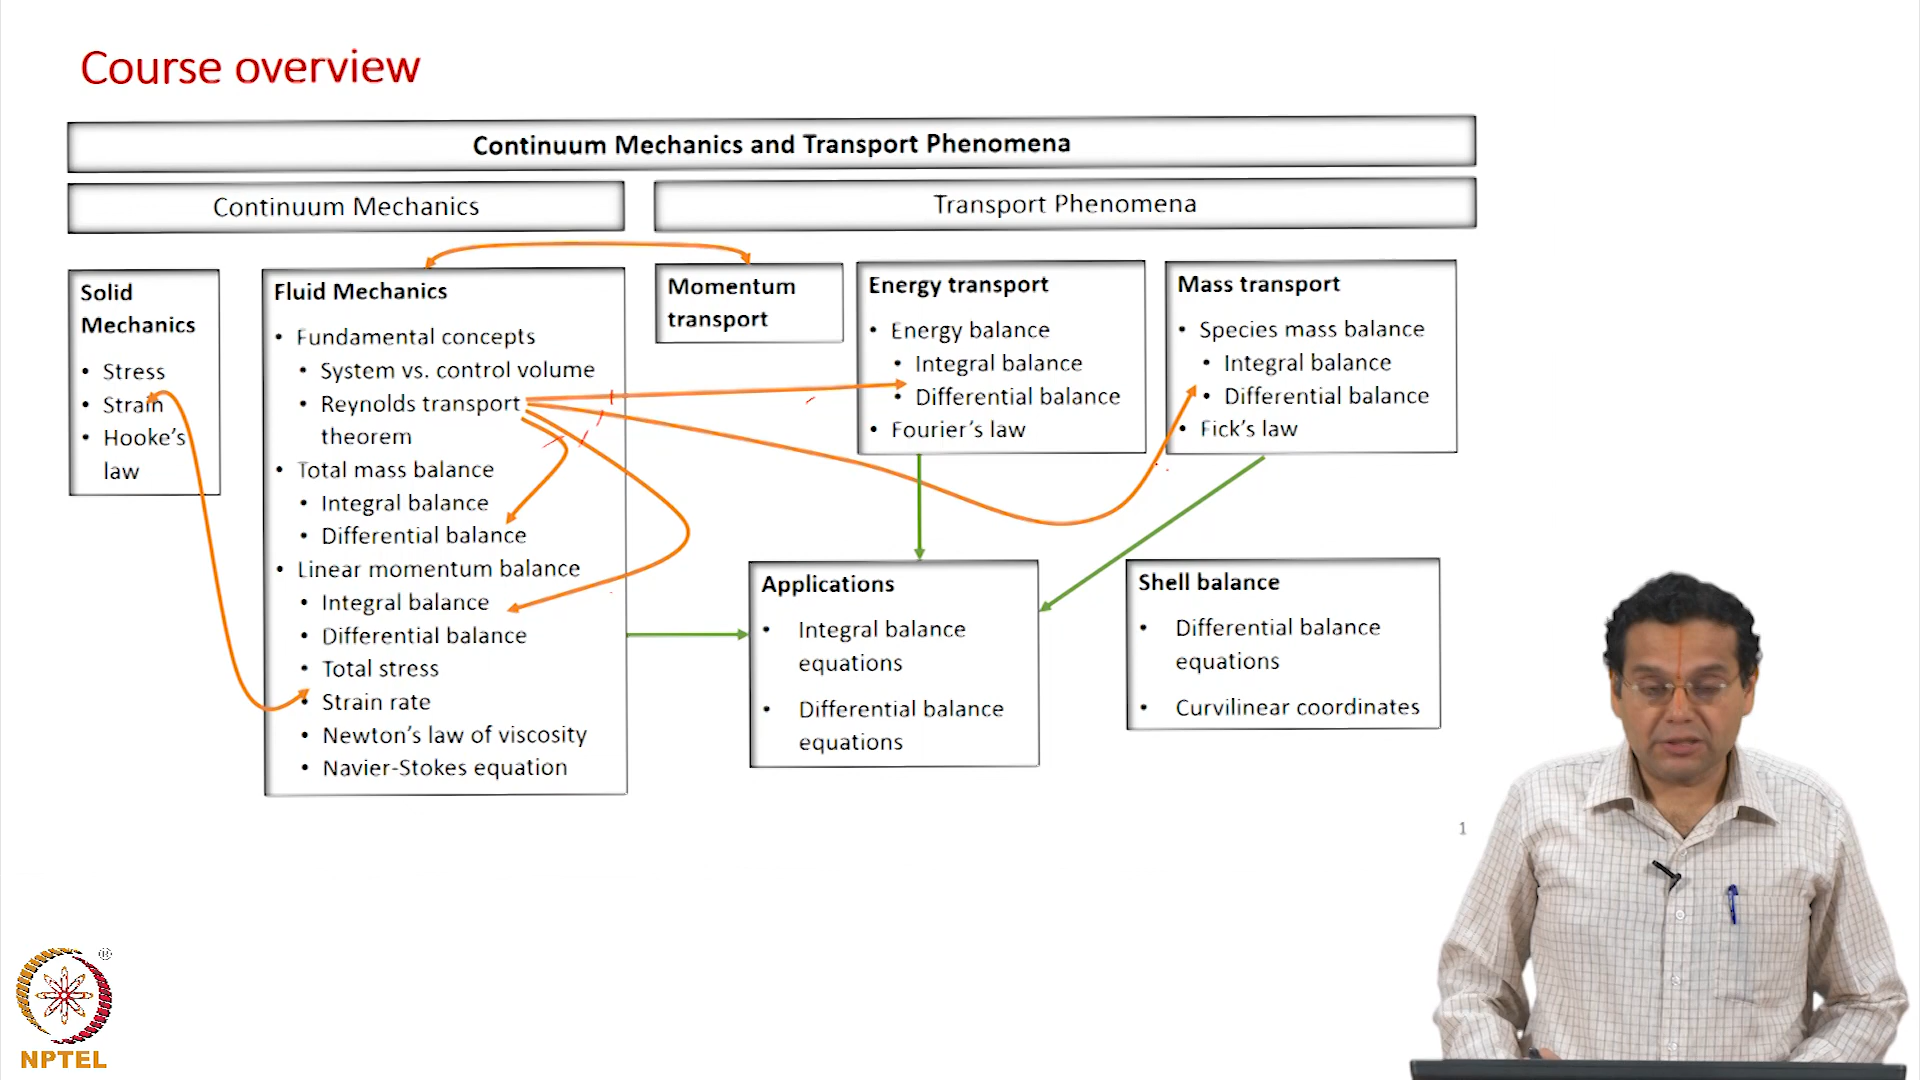 Course overview
Continuum Mechanics and Transport Phenomena
Continuum Mechanics
Transport Phenomena
Solid
Mechanics
• Stress
• Strain
• Hooke's
law
Fluid Mechanics
• Fundamental concepts
• System vs. control volume
• Reynolds transport
theorem
• Total mass balance
• Integral balance
• Differential balance
• Linear momentum balance
• Integral balance
• Differential balance
• Total stress
• Strain rate
• Newton's law of viscosity
• Navier-Stokes equation
Momentum
transport
Energy transport
• Energy balance
• Integral balance
• Differential balance
• Fourier's law
Mass transport
• Species mass balance
• Integral balance
• Differential balance
• Fick's law
Applications
• Integral balance
equations
• Differential balance
equations
Shell balance
• Differential balance
equations
• Curvilinear coordinates
1
®
NPTEL